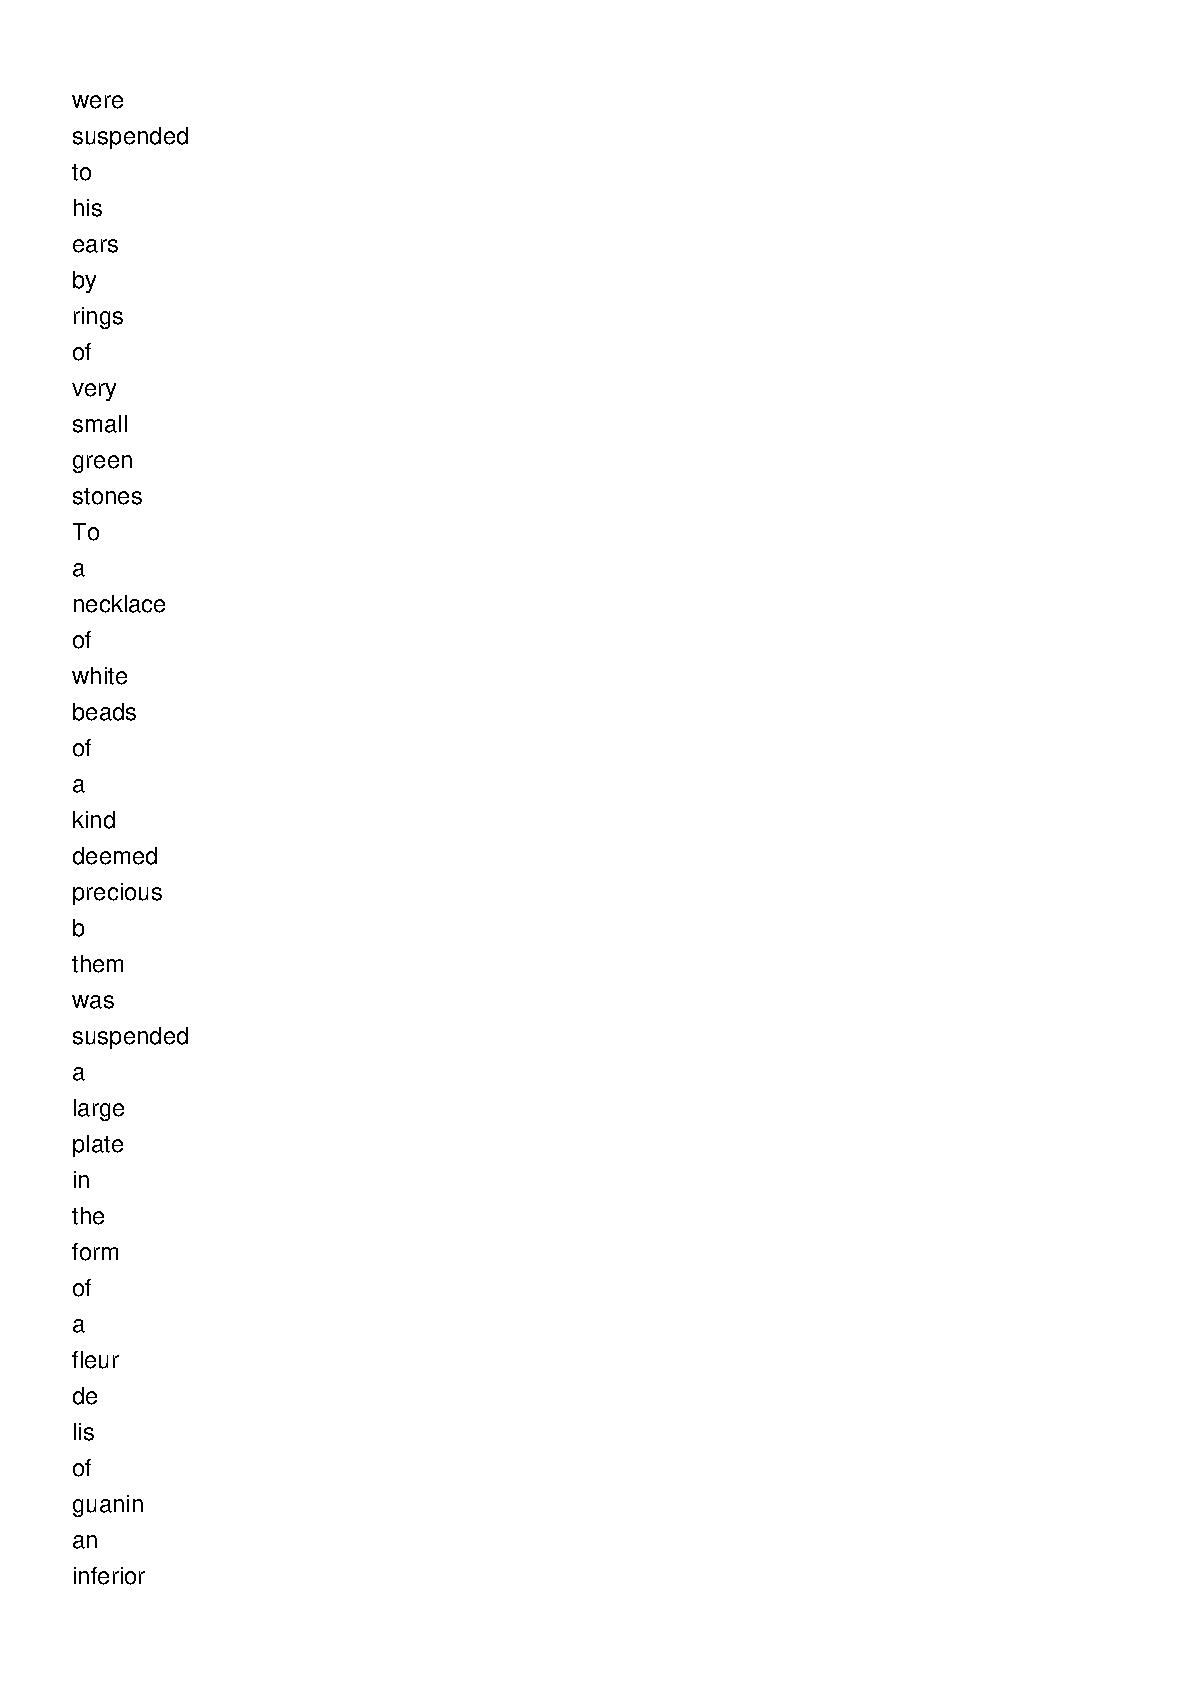 were
suspended
to
his
ears
by
rings
of
very
small
green
stones
To
a
necklace
of
white
beads
of
a
kind
deemed
precious
b
them
was
suspended
a
large
plate
in
the
form
of
a
fleur
de
lis
of
guanin
an
inferior